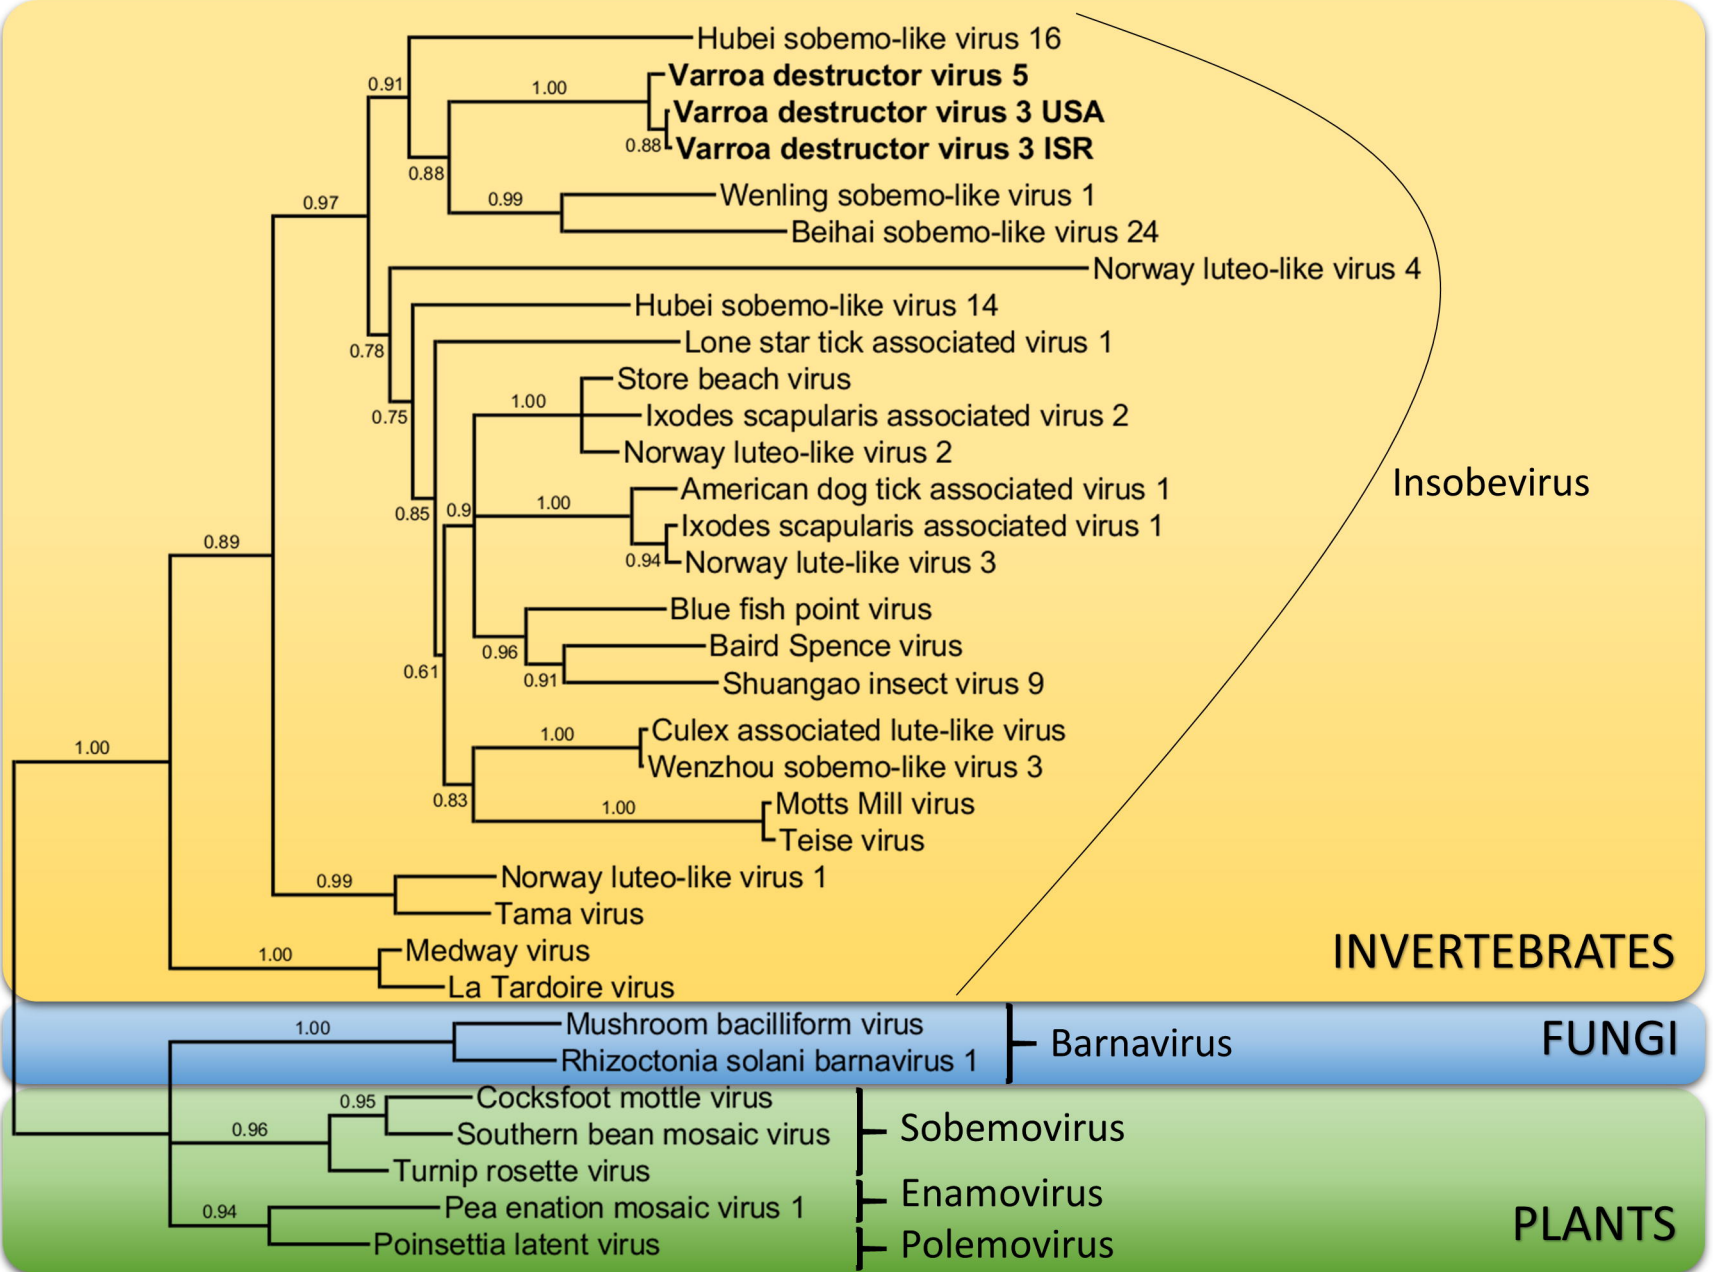 Hubei sobemo-like virus 16
0.91
1.00
Varroa destructor virus 5
Varroa destructor virus 3 USA
0.88
Varroa destructor virus 3 ISR
0.88
0.99
Wenling sobemo-like virus 1
0.97
Beihai sobemo-like virus 24
Norway luteo-like virus 4
Hubei sobemo-like virus 14
0.78
Lone star tick associated virus 1
Store beach virus
0.75
1.00
Ixodes scapularis associated virus 2
Norway luteo-like virus 2
Insobevirus
American dog tick associated virus 1
0.85
0.9
1.00
Ixodes scapularis associated virus 1
0.89
0.94
Norway lute-like virus 3
Blue fish point virus
0.96
Baird Spence virus
0.61
0.91
Shuangao insect virus 9
1.00
Culex associated lute-like virus
1.00
Wenzhou sobemo-like virus 3
0.83
1.00
Motts Mill virus
Teise virus
0.99
Norway luteo-like virus 1
Tama virus
1.00
Medway virus
INVERTEBRATES
La Tardoire virus
1.00
Mushroom bacilliform virus
Barnavirus
FUNGI
Rhizoctonia solani barnavirus 1
0.95
Cocksfoot mottle virus
0.96
Southern bean mosaic virus
Sobemovirus
Turnip rosette virus
0.94
Pea enation mosaic virus 1
Enamovirus
PLANTS
Poinsettia latent virus
Polemovirus